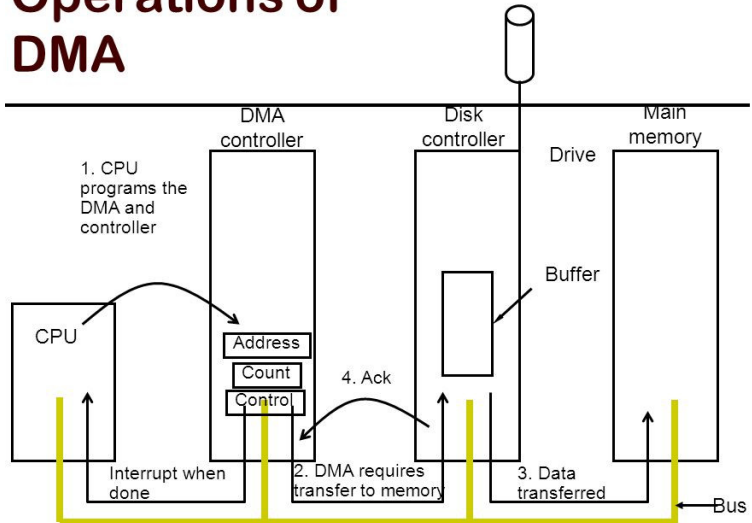 Operations of
DMA
DMA
controller
Disk
controller
Main
memory
Drive
1. CPU
programs the
DMA and
controller
Buffer
CPU
Address
Count
Control
4. Ack
Interrupt when
done
2. DMA requires
transfer to memory
3. Data
transferred
Bus